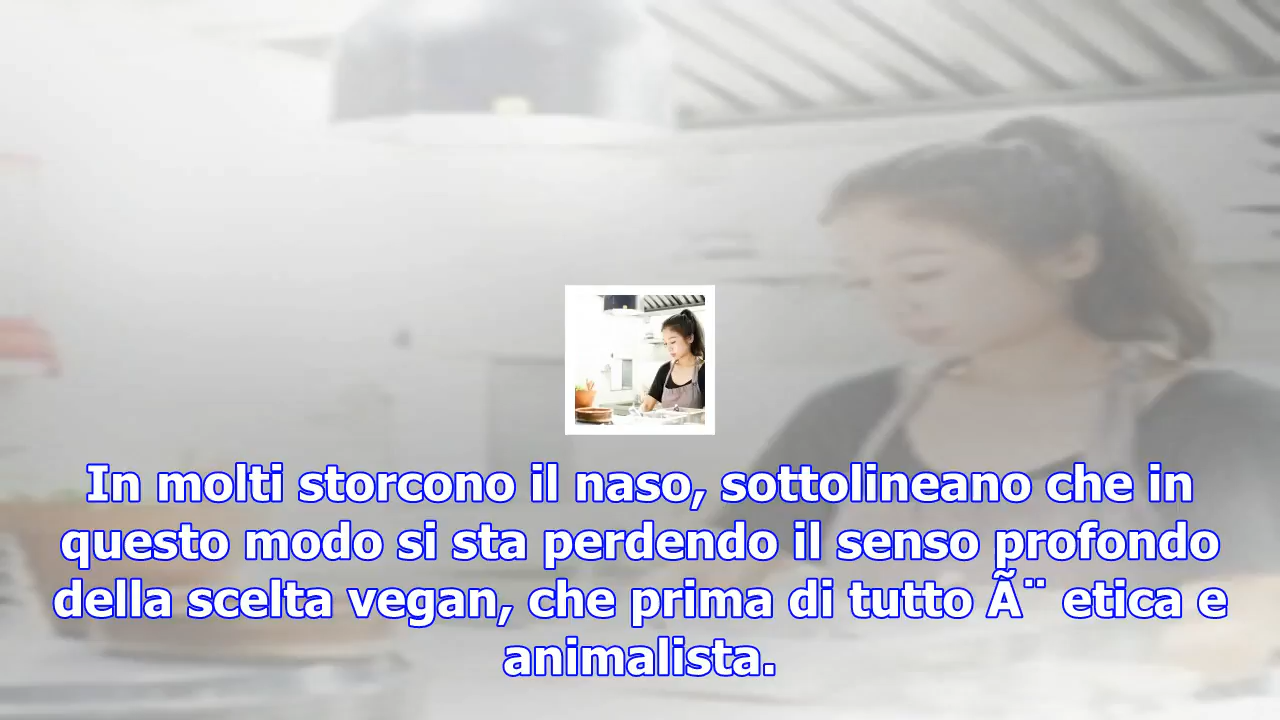 In molti storcono il naso, sottolineano che in
questo modo si sta perdendo il senso profondo
della scelta vegan, che prima di tutto Ã¨ etica e
animalista.